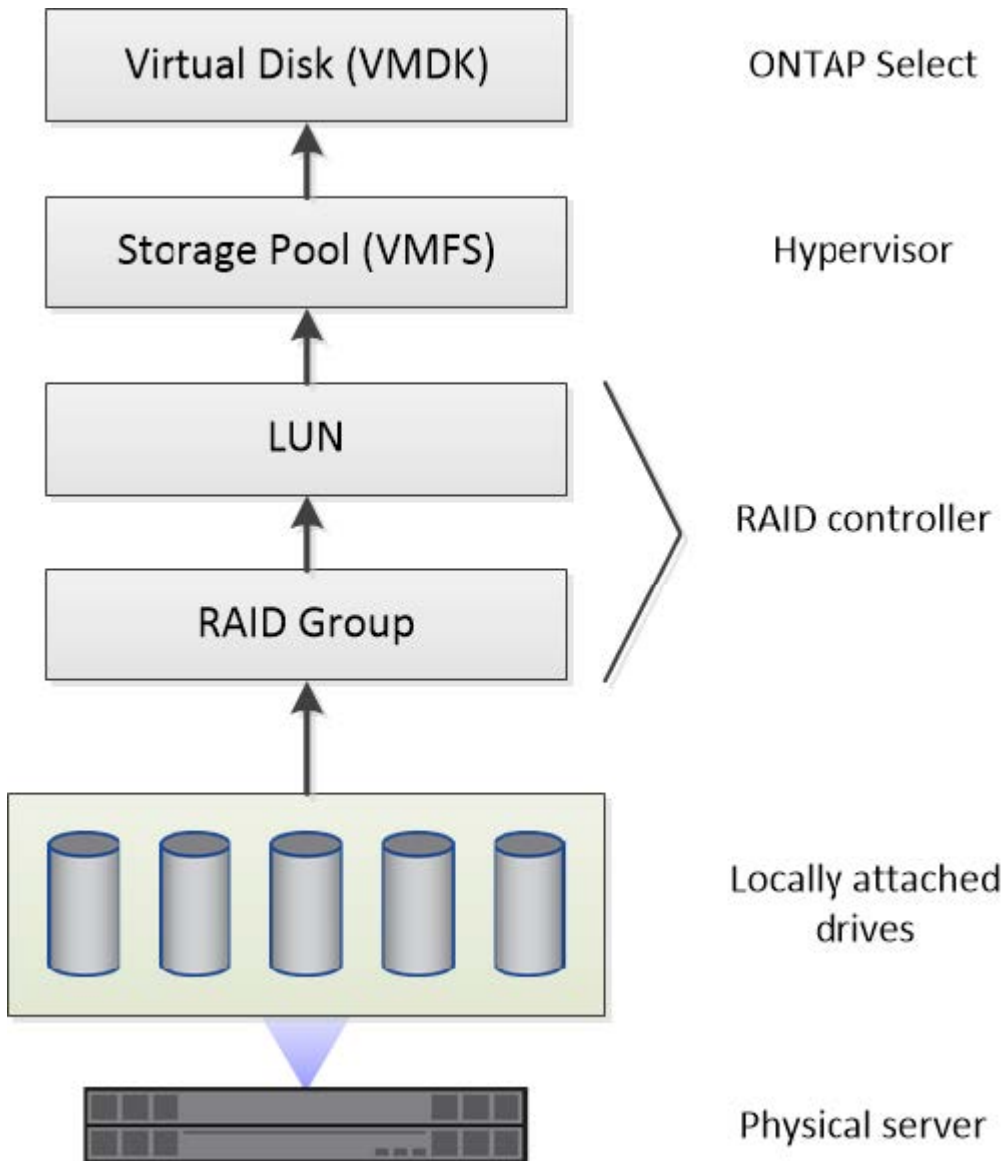 Virtual Disk (VMDK)
ONTAP Select
Storage Pool (VMFS)
Hypervisor
LUN
RAID controller
RAID Group
Locally attached
drives
Physical server